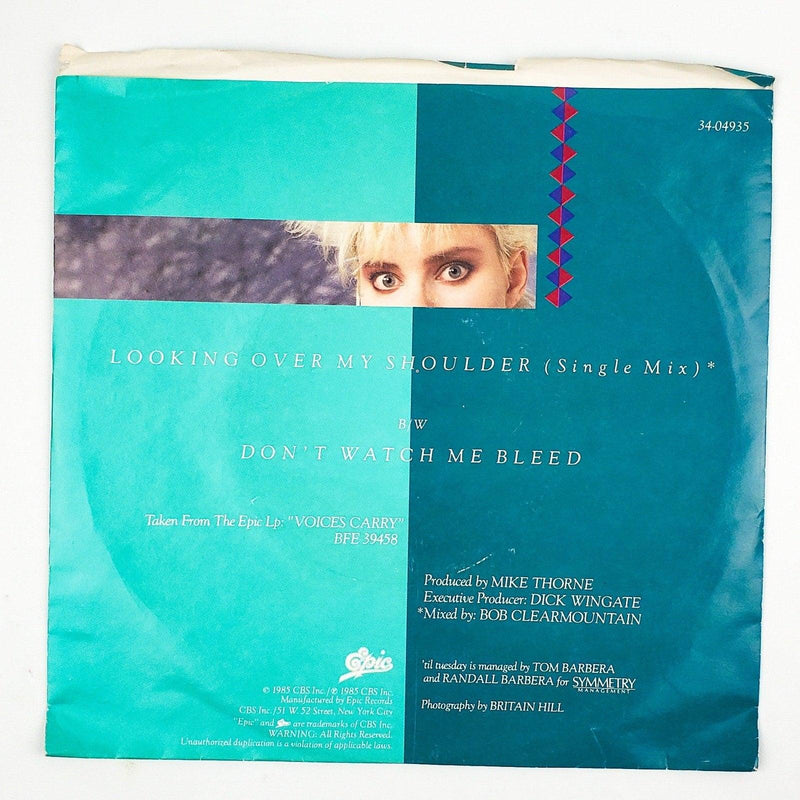 34-04935
LOOKING OVER MY SHOULDER (Single Mix)*
B/W
DON'T WATCH ME BLEED
Taken From The Epic Lp: "VOICES CARRY"
BFE 39458
Produced by MIKE THORNE
Executive Producer: DICK WINGATE
*Mixed by: BOB CLEARMOUNTAIN
Epic
© 1985 CBS Inc./℗ 1985 CBS Inc.
Manufactured by Epic Records
CBS Inc./51 W. 52 Street, New York City
"Epic" and Epic are trademarks of CBS Inc.
WARNING: All Rights Reserved.
Unauthorized duplication is a violation of applicable laws.
'til tuesday is managed by TOM BARBERA
and RANDALL BARBERA for SYMMETRY
MANAGEMENT
Photography by BRITAIN HILL